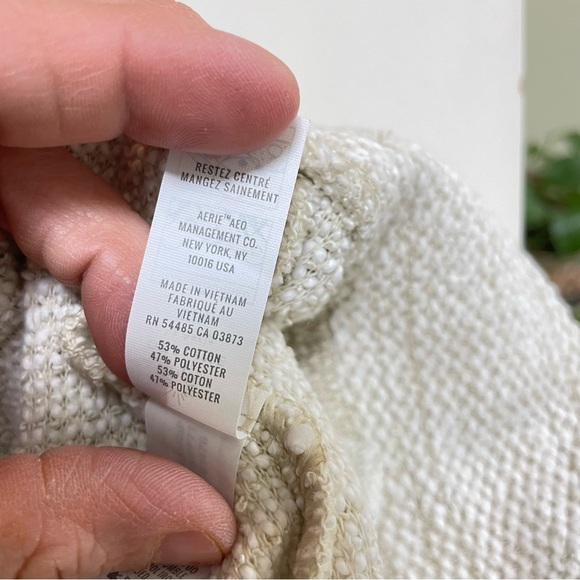 RESTEZ CENTRÉ
MANGEZ SAINEMENT
AERIE™AEO
MANAGEMENT CO.
NEW YORK, NY
10016 USA
MADE IN VIETNAM
FABRIQUÉ AU
VIETNAM
RN 54485 CA 03873
53% COTTON
47% POLYESTER
53% COTON
47% POLYESTER